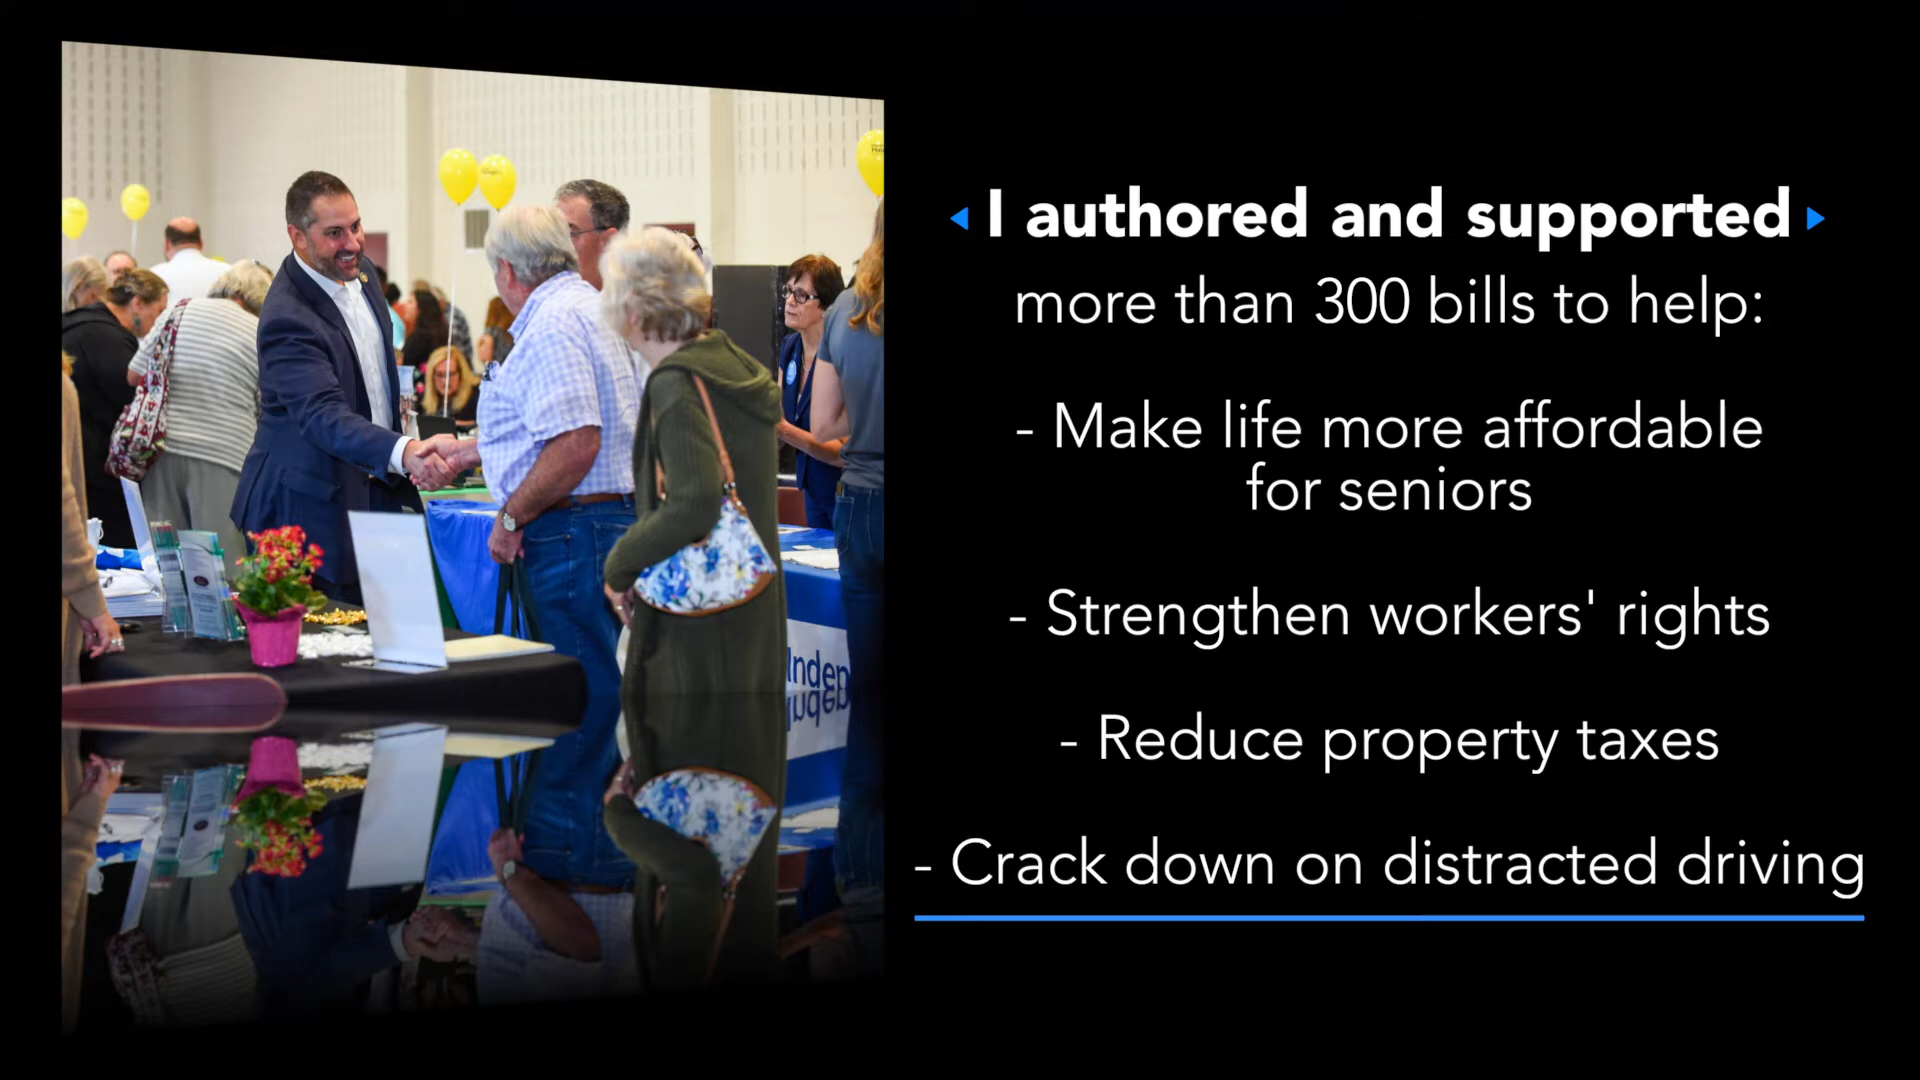 I authored and supported
more than 300 bills to help:
- Make life more affordable
for seniors
- Strengthen workers' rights
- Reduce property taxes
- Crack down on distracted driving
Indep